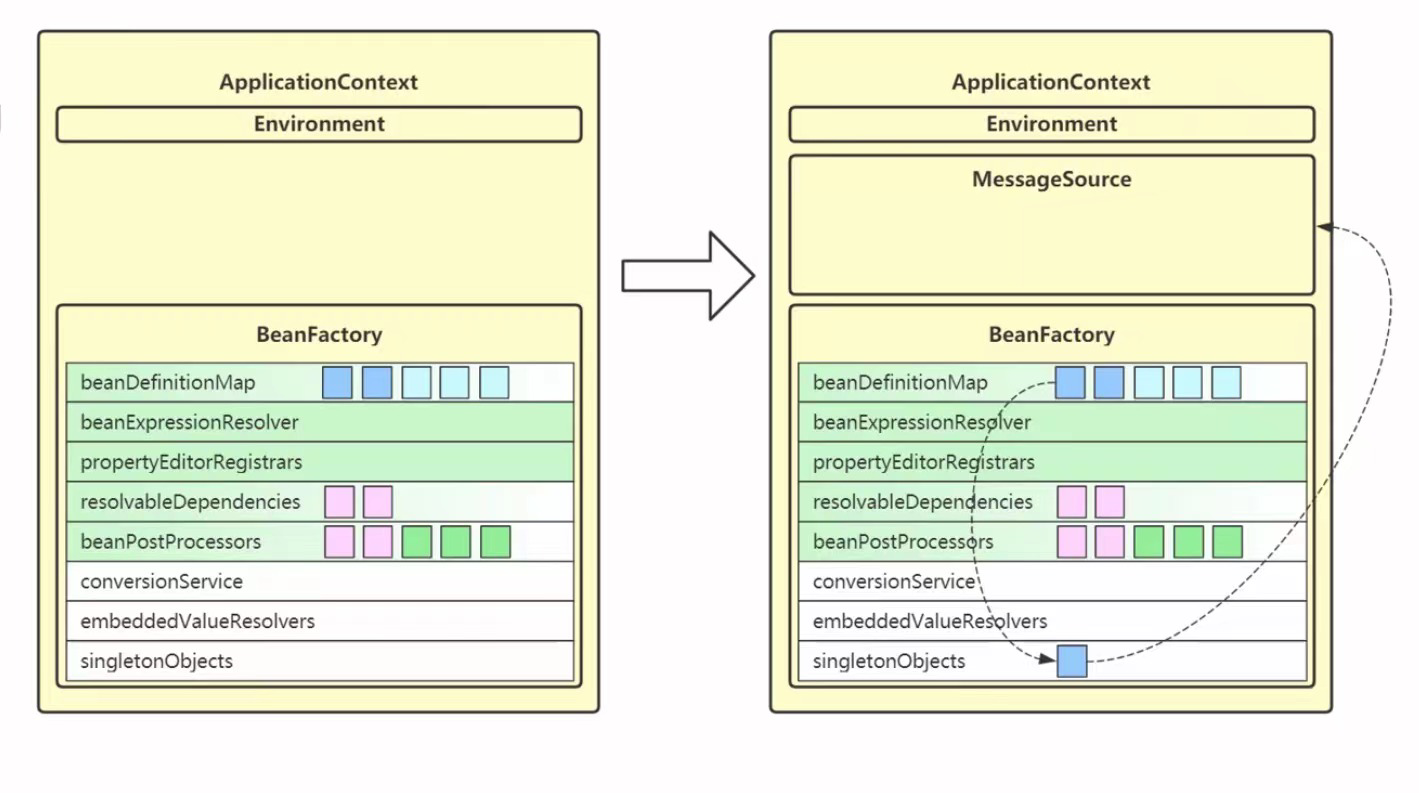 ApplicationContext
Environment
BeanFactory
beanDefinitionMap
beanExpressionResolver
propertyEditorRegistrars
resolvableDependencies
beanPostProcessors
conversionService
embeddedValueResolvers
singletonObjects
ApplicationContext
Environment
MessageSource
BeanFactory
beanDefinitionMap
beanExpressionResolver
propertyEditorRegistrars
resolvableDependencies
beanPostProcessors
conversionService
embeddedValueResolvers
singletonObjects